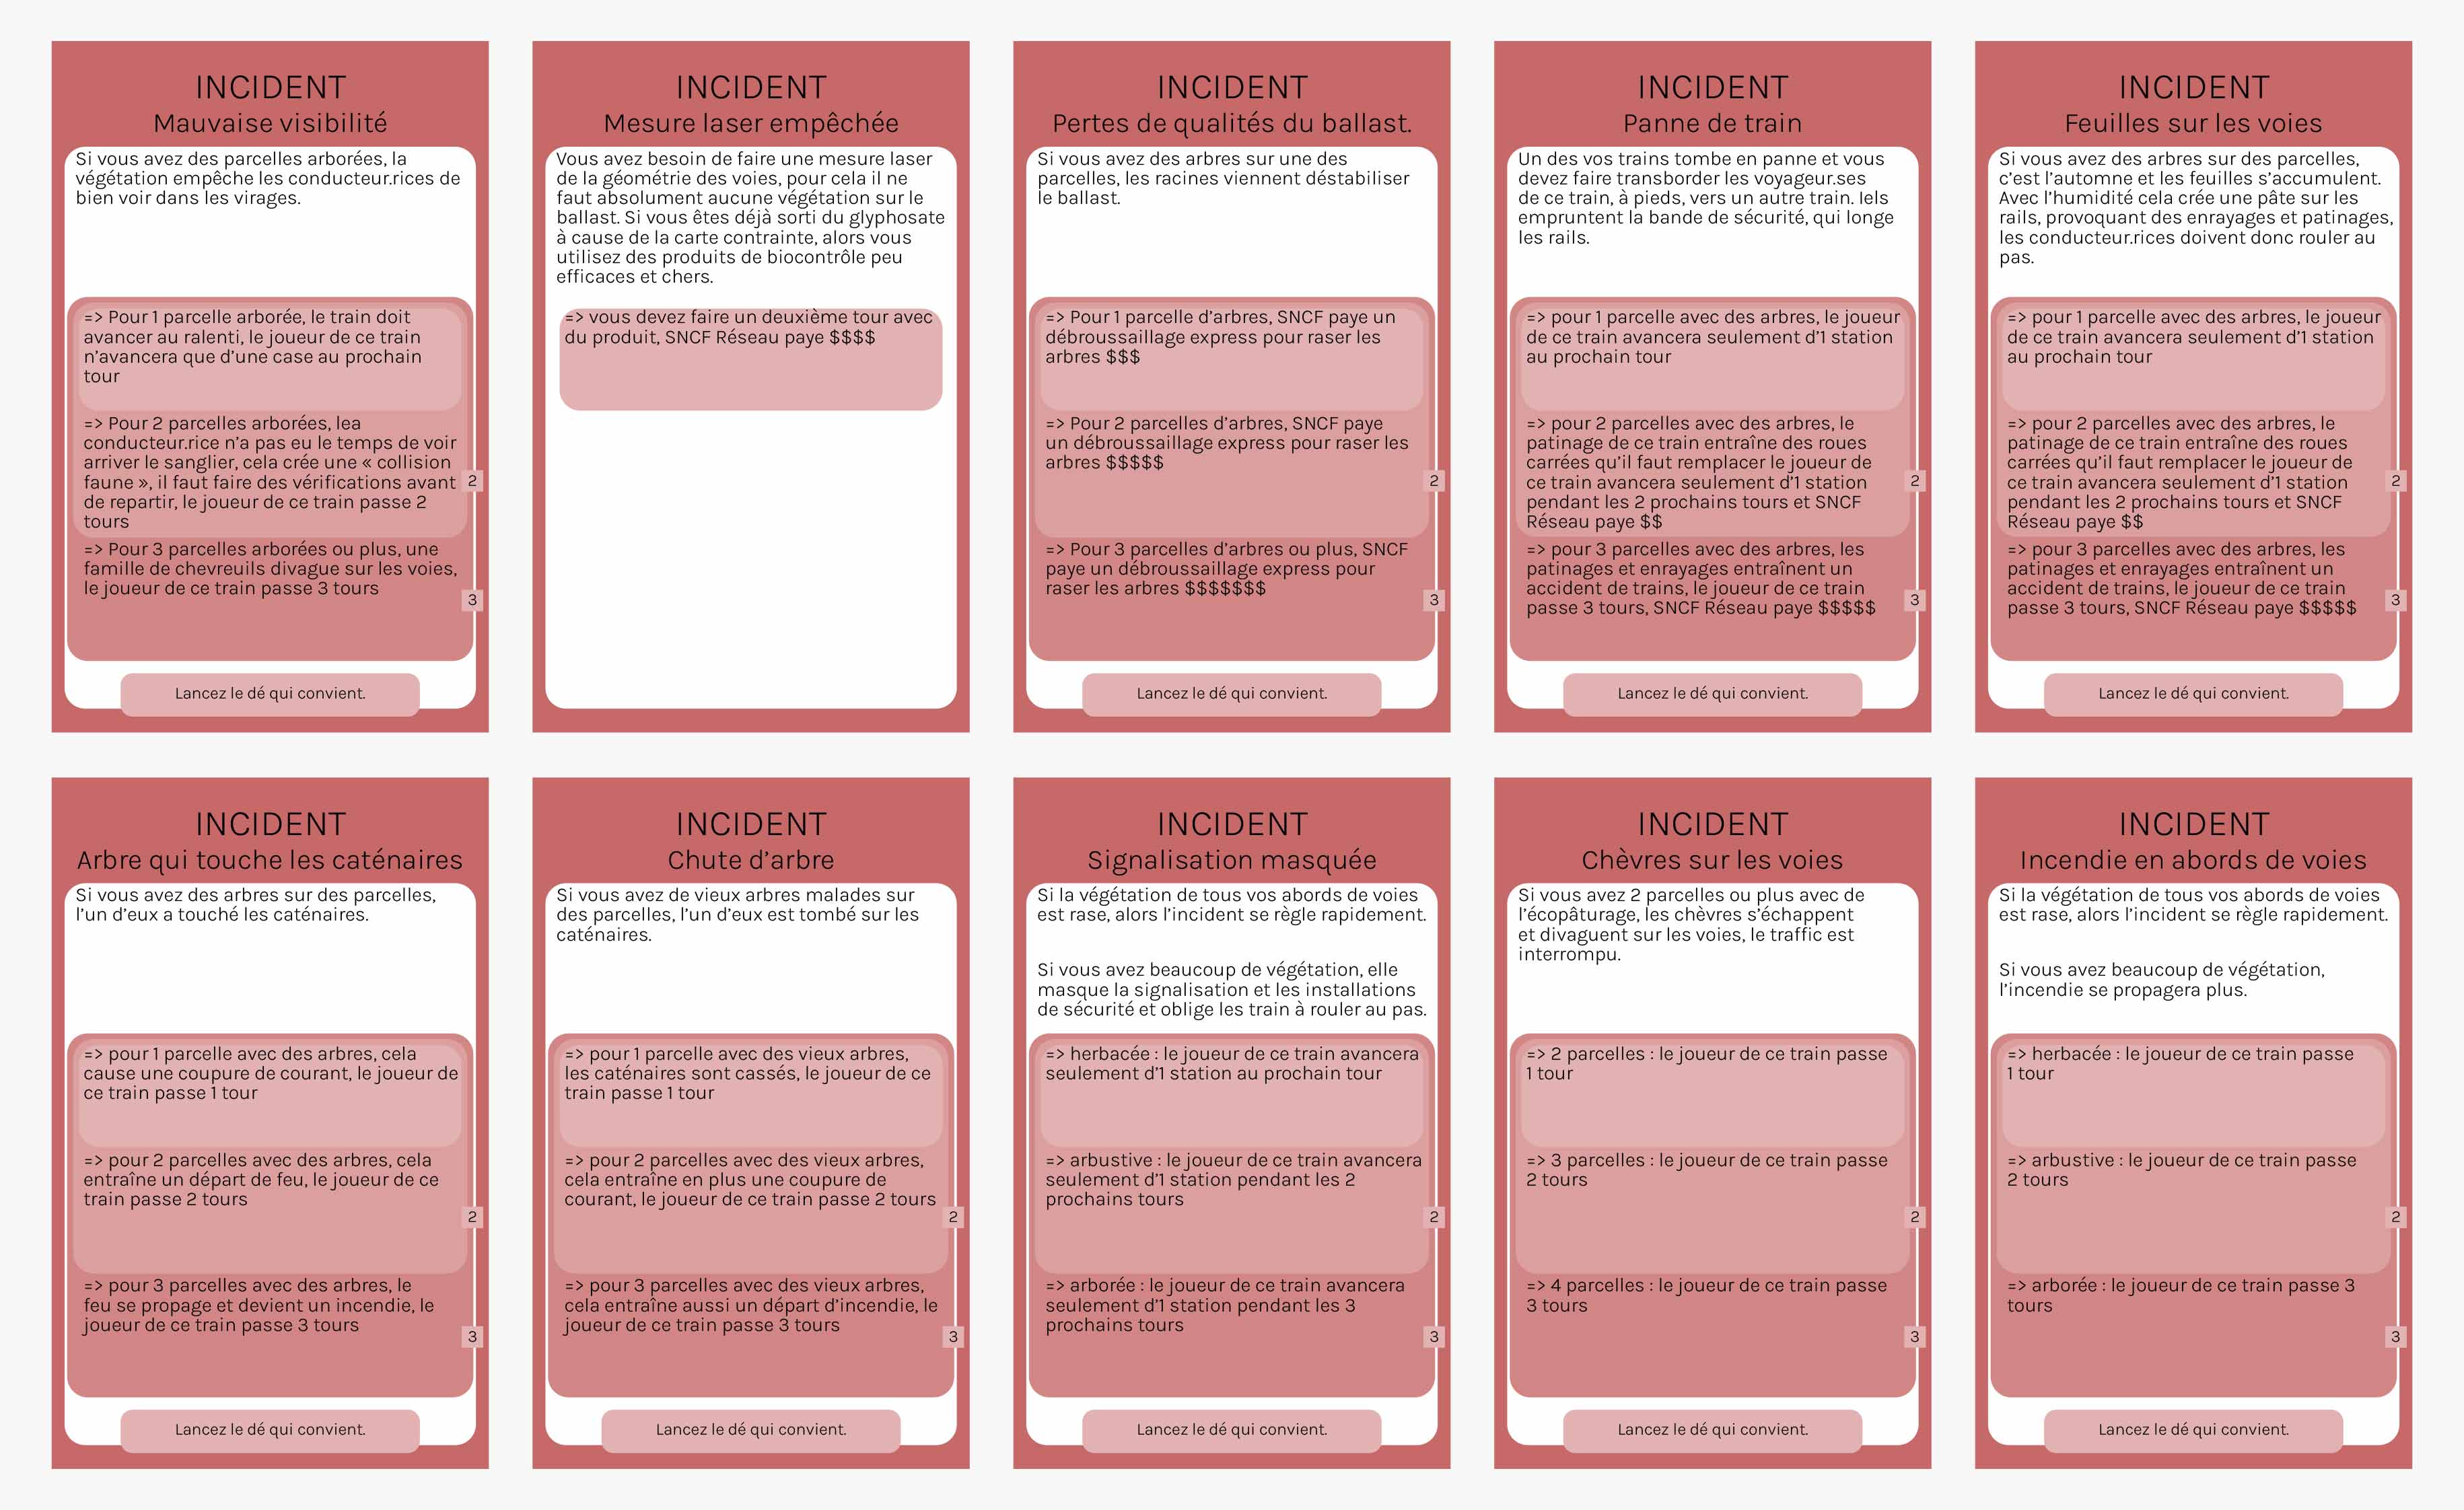 INCIDENT
Mauvaise visibilité
Si vous avez des parcelles arborées, la
végétation empêche les conducteur.rices de
bien voir dans les virages.
=> Pour 1 parcelle arborée, le train doit
avancer au ralenti, le joueur de ce train
n’avancera que d’une case au prochain
tour
=> Pour 2 parcelles arborées, lea
conducteur.rice n’a pas eu le temps de voir
arriver le sanglier, cela crée une « collision
faune », il faut faire des vérifications avant
de repartir, le joueur de ce train passe 2
tours
2
=> Pour 3 parcelles arborées ou plus, une
famille de chevreuils divague sur les voies,
le joueur de ce train passe 3 tours
3
Lancez le dé qui convient.
INCIDENT
Mesure laser empêchée
Vous avez besoin de faire une mesure laser
de la géométrie des voies, pour cela il ne
faut absolument aucune végétation sur le
ballast. Si vous êtes déjà sorti du glyphosate
à cause de la carte contrainte, alors vous
utilisez des produits de biocontrôle peu
efficaces et chers.
=> vous devez faire un deuxième tour avec
du produit, SNCF Réseau paye $$$$
INCIDENT
Pertes de qualités du ballast.
Si vous avez des arbres sur une des
parcelles, les racines viennent déstabiliser
le ballast.
=> Pour 1 parcelle d’arbres, SNCF paye un
débroussaillage express pour raser les
arbres $$$
=> Pour 2 parcelles d’arbres, SNCF paye
un débroussaillage express pour raser les
arbres $$$$$
2
=> Pour 3 parcelles d’arbres ou plus, SNCF
paye un débroussaillage express pour
raser les arbres $$$$$$$
3
Lancez le dé qui convient.
INCIDENT
Panne de train
Un des vos trains tombe en panne et vous
devez faire transborder les voyageur.ses
de ce train, à pieds, vers un autre train. Iels
empruntent la bande de sécurité, qui longe
les rails.
=> pour 1 parcelle avec des arbres, le joueur
de ce train avancera seulement d’1 station
au prochain tour
=> pour 2 parcelles avec des arbres, le
patinage de ce train entraîne des roues
carrées qu’il faut remplacer le joueur de
ce train avancera seulement d’1 station
pendant les 2 prochains tours et SNCF
Réseau paye $$
2
=> pour 3 parcelles avec des arbres, les
patinages et enrayages entraînent un
accident de trains, le joueur de ce train
passe 3 tours, SNCF Réseau paye $$$$$
3
Lancez le dé qui convient.
INCIDENT
Feuilles sur les voies
Si vous avez des arbres sur des parcelles,
c’est l’automne et les feuilles s’accumulent.
Avec l’humidité cela crée une pâte sur les
rails, provoquant des enrayages et patinages,
les conducteur.rices doivent donc rouler au
pas.
=> pour 1 parcelle avec des arbres, le joueur
de ce train avancera seulement d’1 station
au prochain tour
=> pour 2 parcelles avec des arbres, le
patinage de ce train entraîne des roues
carrées qu’il faut remplacer le joueur de
ce train avancera seulement d’1 station
pendant les 2 prochains tours et SNCF
Réseau paye $$
2
=> pour 3 parcelles avec des arbres, les
patinages et enrayages entraînent un
accident de trains, le joueur de ce train
passe 3 tours, SNCF Réseau paye $$$$$
3
Lancez le dé qui convient.
INCIDENT
Arbre qui touche les caténaires
Si vous avez des arbres sur des parcelles,
l’un d’eux a touché les caténaires.
=> pour 1 parcelle avec des arbres, cela
cause une coupure de courant, le joueur de
ce train passe 1 tour
=> pour 2 parcelles avec des arbres, cela
entraîne un départ de feu, le joueur de ce
train passe 2 tours
2
=> pour 3 parcelles avec des arbres, le
feu se propage et devient un incendie, le
joueur de ce train passe 3 tours
3
Lancez le dé qui convient.
INCIDENT
Chute d’arbre
Si vous avez de vieux arbres malades sur
des parcelles, l’un d’eux est tombé sur les
caténaires.
=> pour 1 parcelle avec des vieux arbres,
les caténaires sont cassés, le joueur de ce
train passe 1 tour
=> pour 2 parcelles avec des vieux arbres,
cela entraîne en plus une coupure de
courant, le joueur de ce train passe 2 tours
2
=> pour 3 parcelles avec des vieux arbres,
cela entraîne aussi un départ d’incendie, le
joueur de ce train passe 3 tours
3
Lancez le dé qui convient.
INCIDENT
Signalisation masquée
Si la végétation de tous vos abords de voies
est rase, alors l’incident se règle rapidement.
Si vous avez beaucoup de végétation, elle
masque la signalisation et les installations
de sécurité et oblige les train à rouler au pas.
=> herbacée : le joueur de ce train avancera
seulement d’1 station au prochain tour
=> arbustive : le joueur de ce train avancera
seulement d’1 station pendant les 2
prochains tours
2
=> arborée : le joueur de ce train avancera
seulement d’1 station pendant les 3
prochains tours
3
Lancez le dé qui convient.
INCIDENT
Chèvres sur les voies
Si vous avez 2 parcelles ou plus avec de
l’écopâturage, les chèvres s’échappent
et divaguent sur les voies, le traffic est
interrompu.
=> 2 parcelles : le joueur de ce train passe
1 tour
=> 3 parcelles : le joueur de ce train passe
2 tours
2
=> 4 parcelles : le joueur de ce train passe
3 tours
3
Lancez le dé qui convient.
INCIDENT
Incendie en abords de voies
Si la végétation de tous vos abords de voies
est rase, alors l’incident se règle rapidement.
Si vous avez beaucoup de végétation,
l’incendie se propagera plus.
=> herbacée : le joueur de ce train passe
1 tour
=> arbustive : le joueur de ce train passe
2 tours
2
=> arborée : le joueur de ce train passe 3
tours
3
Lancez le dé qui convient.